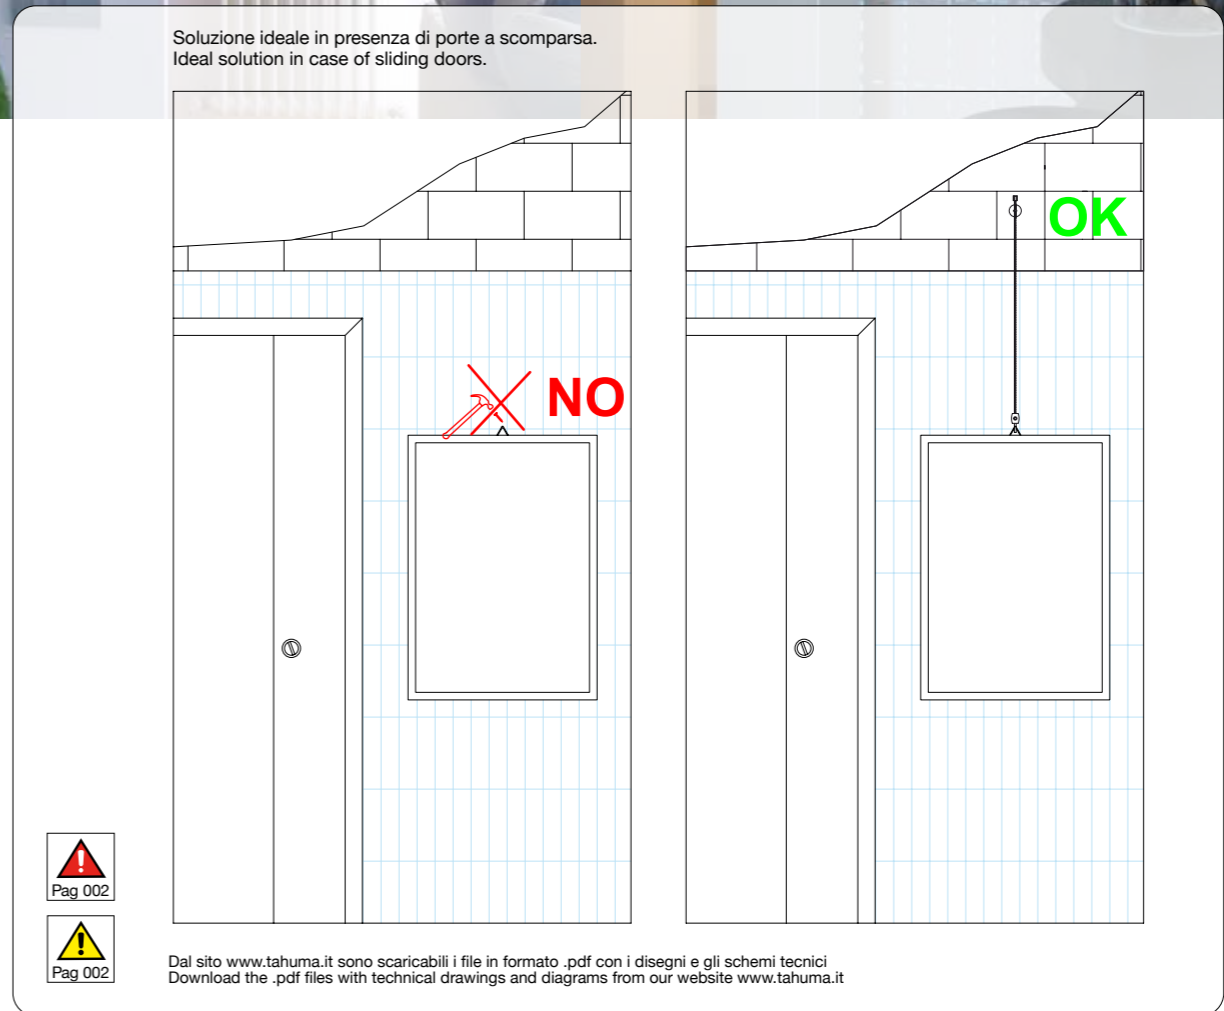 Soluzione ideale in presenza di porte a scomparsa.
Ideal solution in case of sliding doors.
NO
OK
Pag 002
Pag 002
Dal sito www.tahuma.it sono scaricabili i file in formato .pdf con i disegni e gli schemi tecnici
Download the .pdf files with technical drawings and diagrams from our website www.tahuma.it